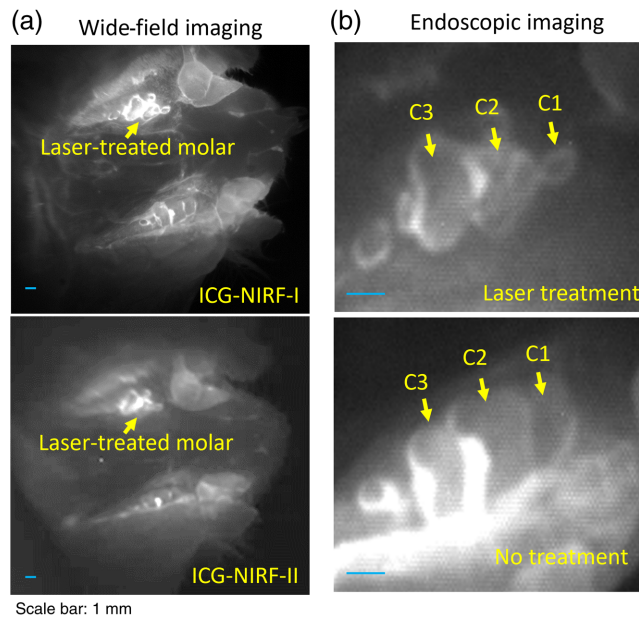 (a)
Wide-field imaging
Laser-treated molar
ICG-NIRF-I
Laser-treated molar
ICG-NIRF-II
Scale bar: 1 mm
(b)
Endoscopic imaging
C3
C2
C1
Laser treatment
C3
C2
C1
No treatment